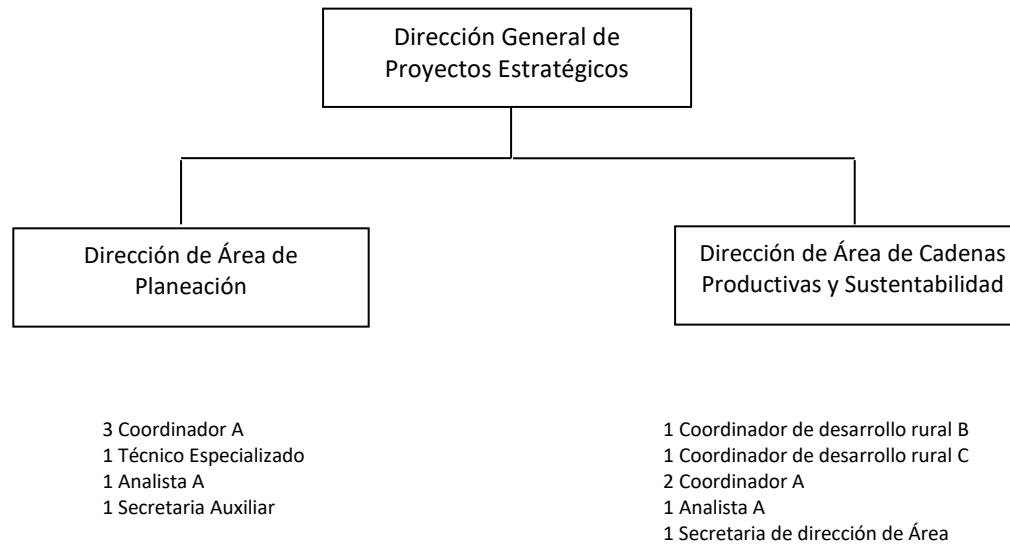 Dirección General de
Proyectos Estratégicos
Dirección de Área de
Planeación
Dirección de Área de Cadenas
Productivas y Sustentabilidad
3 Coordinador A
1 Técnico Especializado
1 Analista A
1 Secretaria Auxiliar
1 Coordinador de desarrollo rural B
1 Coordinador de desarrollo rural C
2 Coordinador A
1 Analista A
1 Secretaria de dirección de Área